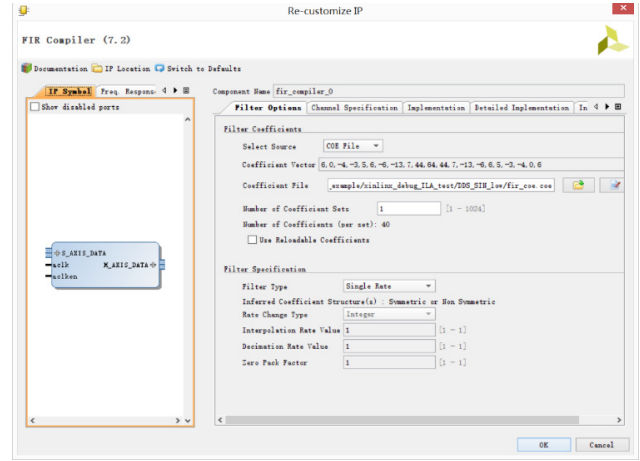 Re-customize IP
FIR Compiler (7.2)
Documentation IP Location Switch to Defaults
IP Symbol Freq. Respons
Show disabled ports
S_AXIS_DATA
aclk M_AXIS_DATA
aclken
Component Name fir_compiler_0
Filter Options Channel Specification Implementation Detailed Implementation In
Filter Coefficients
Select Source COE File
Coefficient Vector 6,0,-4,-3,5,6,-6,-13,7,44,64,44,7,-13,-6,6,5,-3,-4,0,6
Coefficient File _example/xinlinx_debug_ILA_test/DDS_SIN_low/fir_coe.coe
Number of Coefficient Sets 1 [1 - 1024]
Number of Coefficients (per set): 40
Use Reloadable Coefficients
Filter Specification
Filter Type Single Rate
Inferred Coefficient Structure(s) : Symmetric or Non Symmetric
Rate Change Type Integer
Interpolation Rate Value 1 [1 - 1]
Decimation Rate Value 1 [1 - 1]
Zero Pack Factor 1 [1 - 1]
OK Cancel